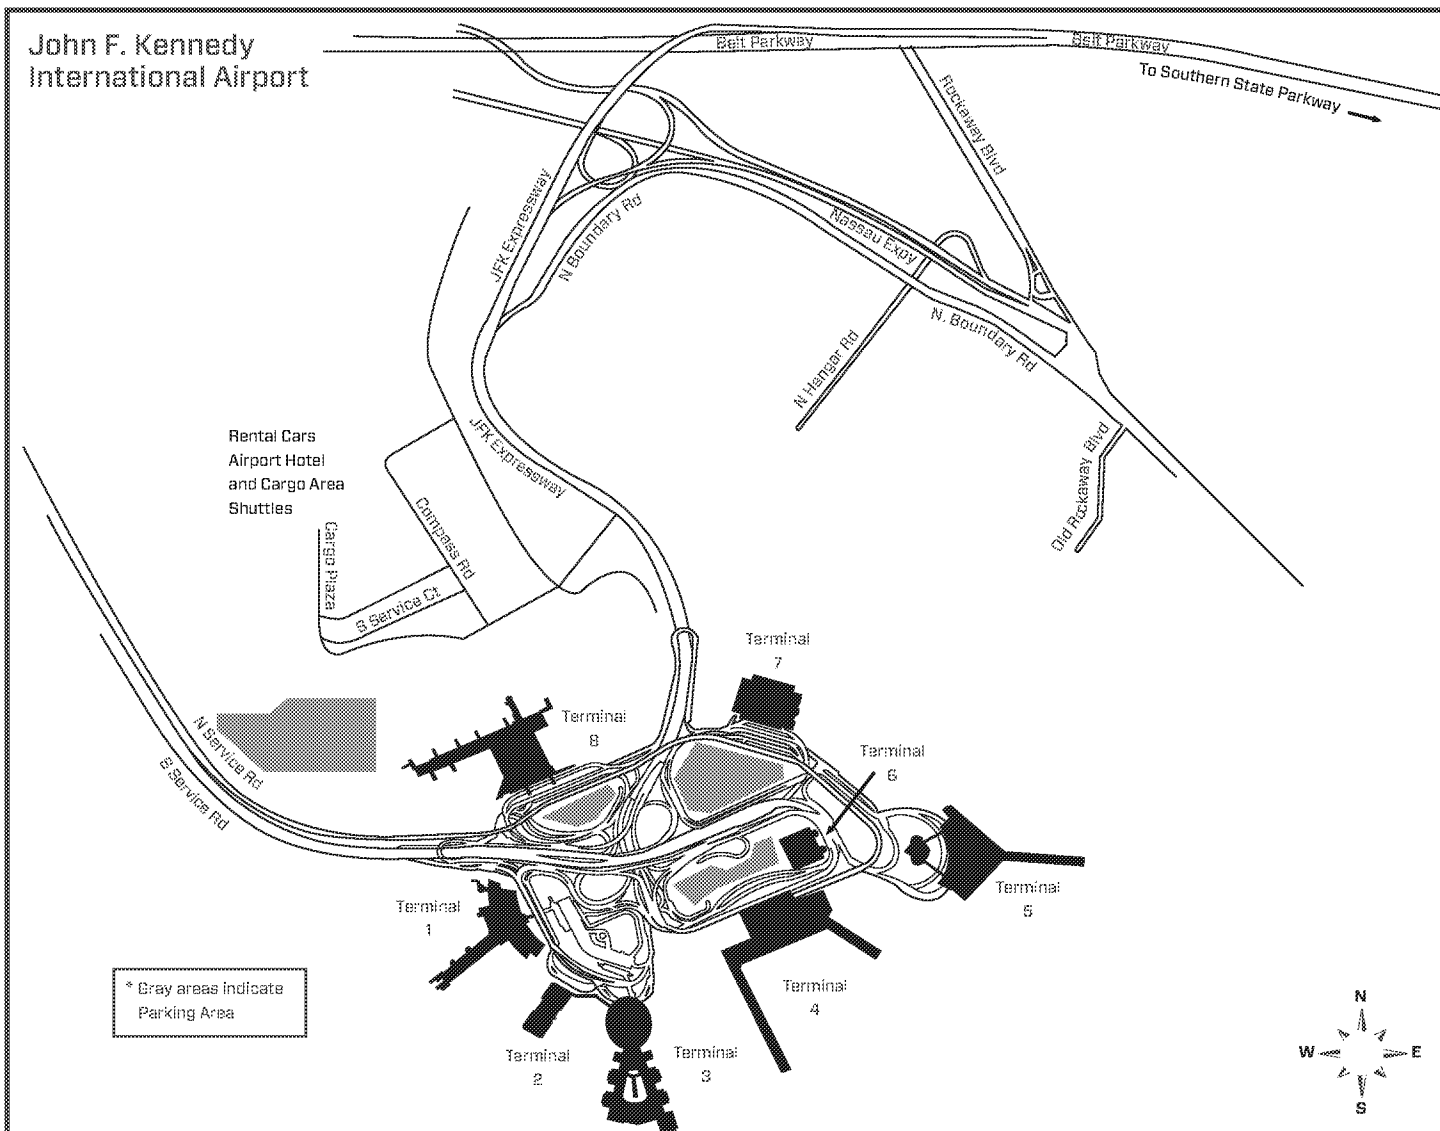 John F. Kennedy
International Airport
Belt Parkway
Belt Parkway
To Southern State Parkway
Rockaway Blvd
JFK Expressway
N Boundary Rd
Nassau Expy
N. Boundary Rd
N Hangar Rd
JFK Expressway
Old Rockaway Blvd
Rental Cars
Airport Hotel
and Cargo Area
Shuttles
Cargo Plaza
Compass Rd
S Service Ct
Terminal
7
N Service Rd
S Service Rd
Terminal
8
Terminal
6
Terminal
5
Terminal
1
Terminal
4
* Gray areas indicate
Parking Area
Terminal
2
Terminal
3
N
W
E
S